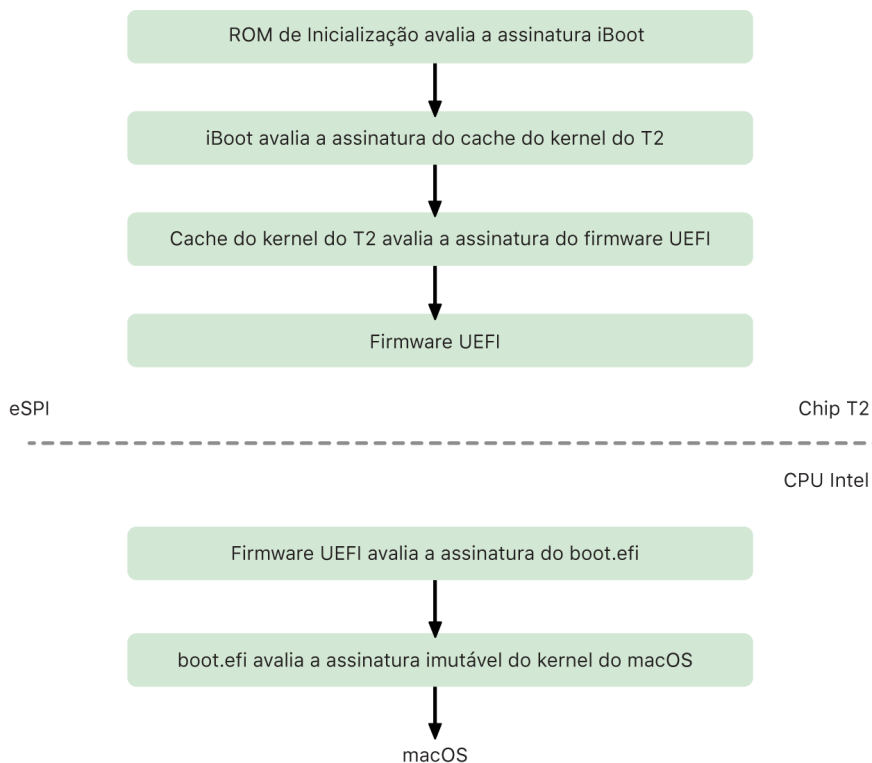 ROM de Inicialização avalia a assinatura iBoot
iBoot avalia a assinatura do cache do kernel do T2
Cache do kernel do T2 avalia a assinatura do firmware UEFI
Firmware UEFI
eSPI
Chip T2
CPU Intel
Firmware UEFI avalia a assinatura do boot.efi
boot.efi avalia a assinatura imutável do kernel do macOS
macOS